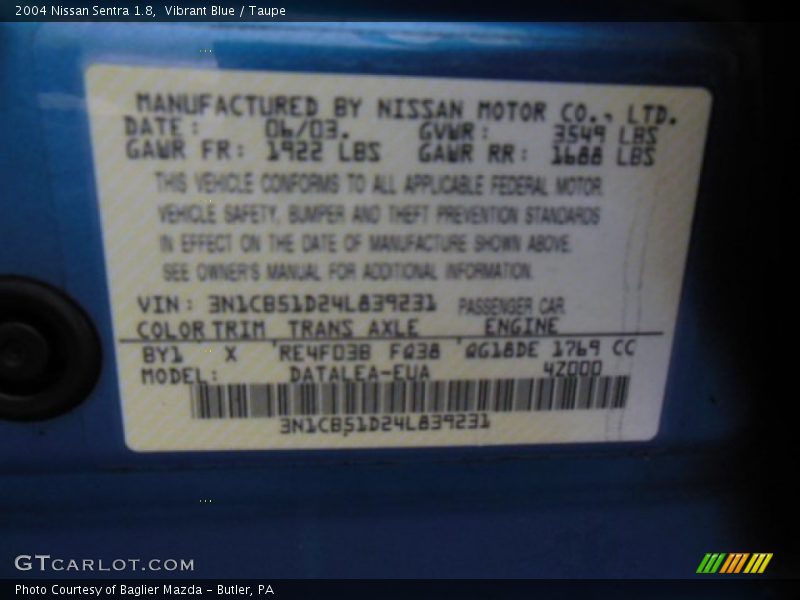 2004 Nissan Sentra 1.8,  Vibrant Blue / Taupe
MANUFACTURED BY NISSAN MOTOR CO., LTD.
DATE: 06/03. GVWR: 3549 LBS
GAWR FR: 1922 LBS GAWR RR: 1688 LBS
THIS VEHICLE CONFORMS TO ALL APPLICABLE FEDERAL MOTOR
VEHICLE SAFETY, BUMPER AND THEFT PREVENTION STANDARDS
IN EFFECT ON THE DATE OF MANUFACTURE SHOWN ABOVE.
SEE OWNER'S MANUAL FOR ADDITIONAL INFORMATION.
VIN: 3N1CB51D24L839231 PASSENGER CAR
COLOR TRIM TRANS AXLE ENGINE
BY1 X RE4F03B FQ38 QG18DE 1769 CC
MODEL: DATALEA-EUA 4Z000
3N1CB51D24L839231
GTCARLOT.COM
Photo Courtesy of Baglier Mazda - Butler, PA